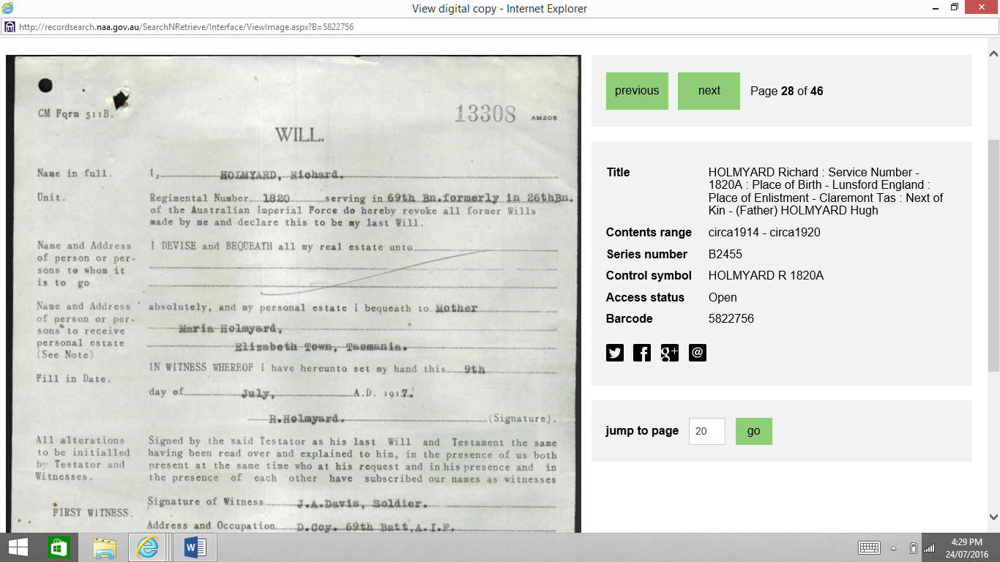 View digital copy - Internet Explorer
http://recordsearch.naa.gov.au/SearchNRetrieve/Interface/ViewImage.aspx?B=5822756
CM Form 511B.
13308 AM205
WILL.
Name in full. I, HOLMYARD, Richard.
Unit. Regimental Number 1820 serving in 69th Bn.formerly in 26thBn.
of the Australian Imperial Force do hereby revoke all former Wills
made by me and declare this to be my last Will.
Name and Address I DEVISE and BEQUEATH all my real estate unto
of person or per-
sons to whom it
is to go
Name and Address absolutely, and my personal estate I bequeath to Mother
of person or per-
sons to receive Maria Holmyard,
personal estate Elizabeth Town, Tasmania.
(See Note)
IN WITNESS WHEREOF I have hereunto set my hand this 9th
Fill in Date.
day of July, A.D. 1917.
R.Holmyard. (Signature).
All alterations Signed by the said Testator as his last Will and Testament the same
to be initialled having been read over and explained to him, in the presence of us both
by Testator and present at the same time who at his request and in his presence and in
Witnesses. the presence of each other have subscribed our names as witnesses
Signature of Witness J.A.Davis, Soldier.
FIRST WITNESS.
Address and Occupation D.Coy. 69th Batt,A.I.F.
previous next Page 28 of 46
Title HOLMYARD Richard : Service Number -
1820A : Place of Birth - Lunsford England :
Place of Enlistment - Claremont Tas : Next of
Kin - (Father) HOLMYARD Hugh
Contents range circa1914 - circa1920
Series number B2455
Control symbol HOLMYARD R 1820A
Access status Open
Barcode 5822756
jump to page 20 go
4:29 PM
24/07/2016